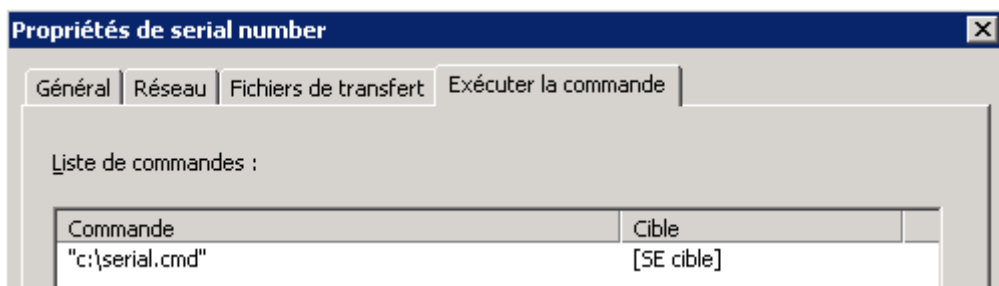 Propriétés de serial number
Général Réseau Fichiers de transfert Exécuter la commande
Liste de commandes :
Commande Cible
"c:\serial.cmd" [SE cible]